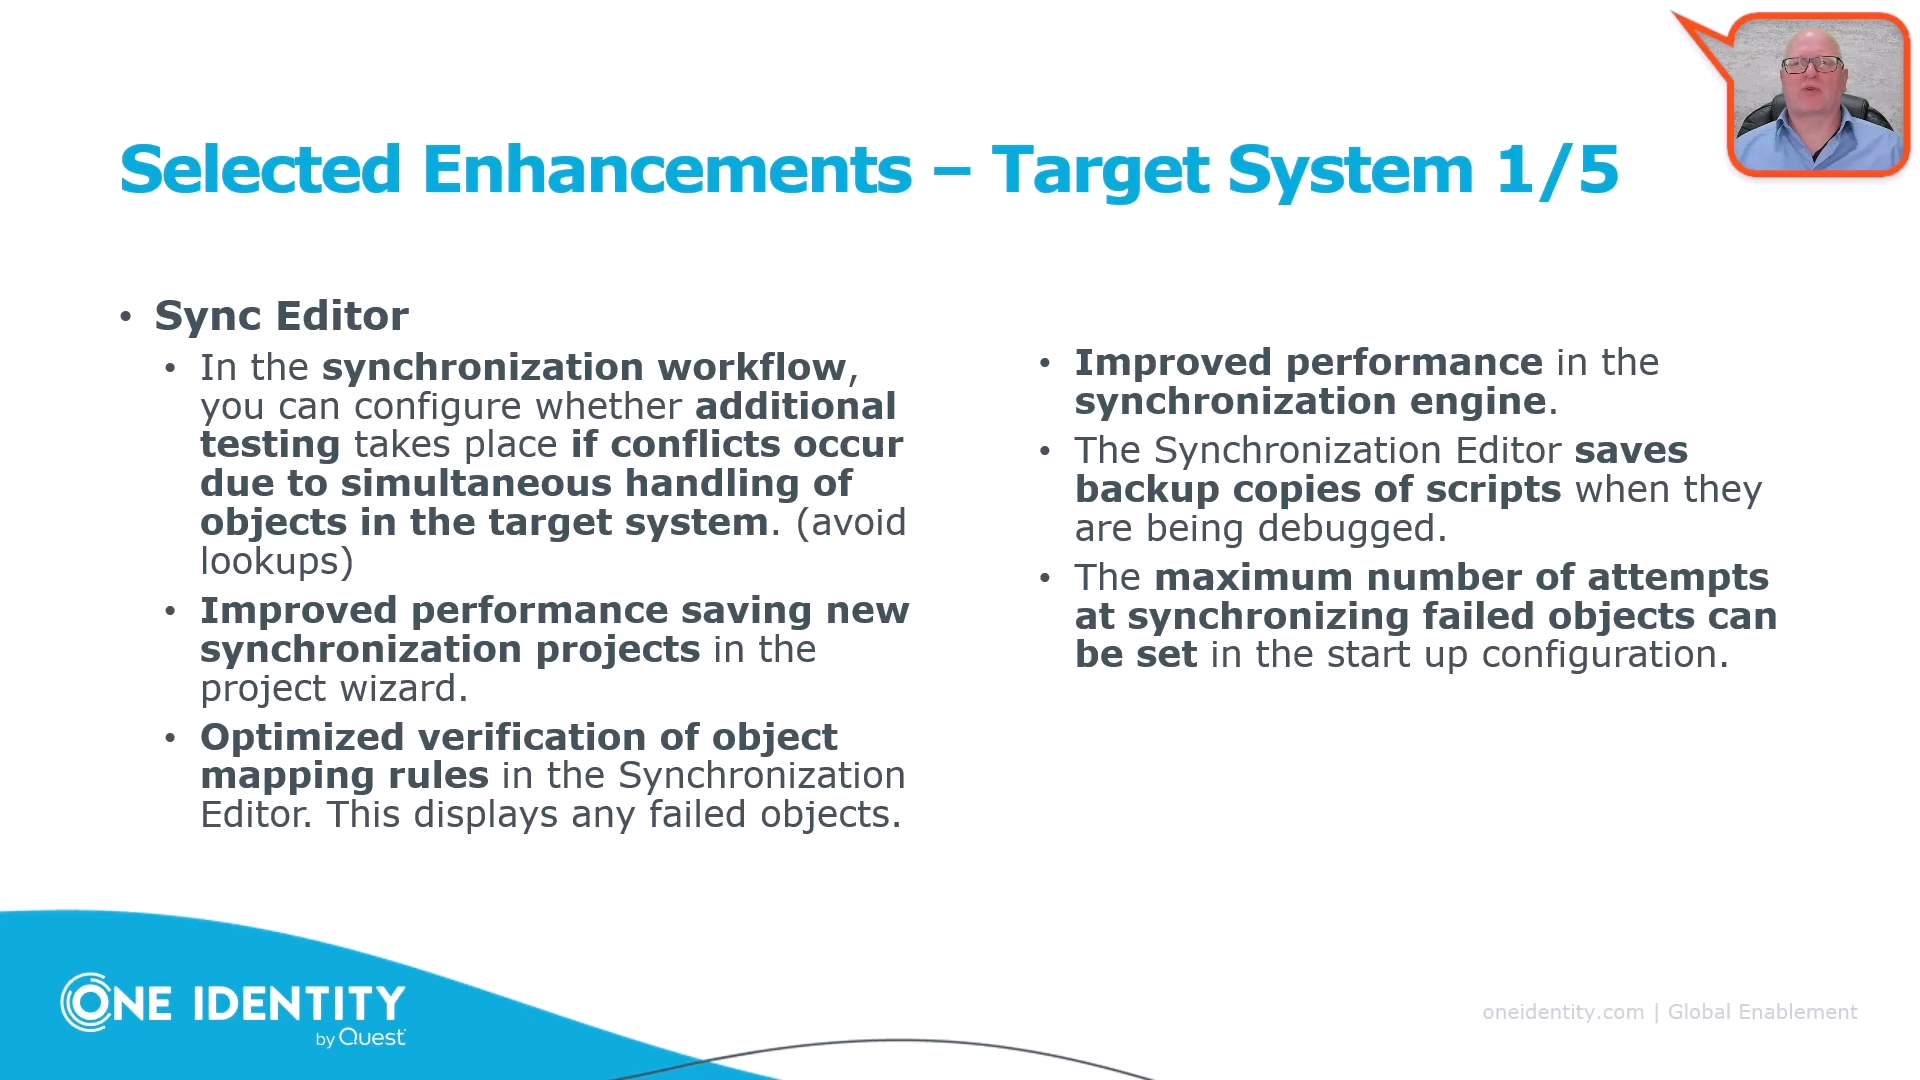 Selected Enhancements – Target System 1/5
• Sync Editor
• In the synchronization workflow,
you can configure whether additional
testing takes place if conflicts occur
due to simultaneous handling of
objects in the target system. (avoid
lookups)
• Improved performance saving new
synchronization projects in the
project wizard.
• Optimized verification of object
mapping rules in the Synchronization
Editor. This displays any failed objects.
• Improved performance in the
synchronization engine.
• The Synchronization Editor saves
backup copies of scripts when they
are being debugged.
• The maximum number of attempts
at synchronizing failed objects can
be set in the start up configuration.
ONE IDENTITY
by Quest
oneidentity.com | Global Enablement